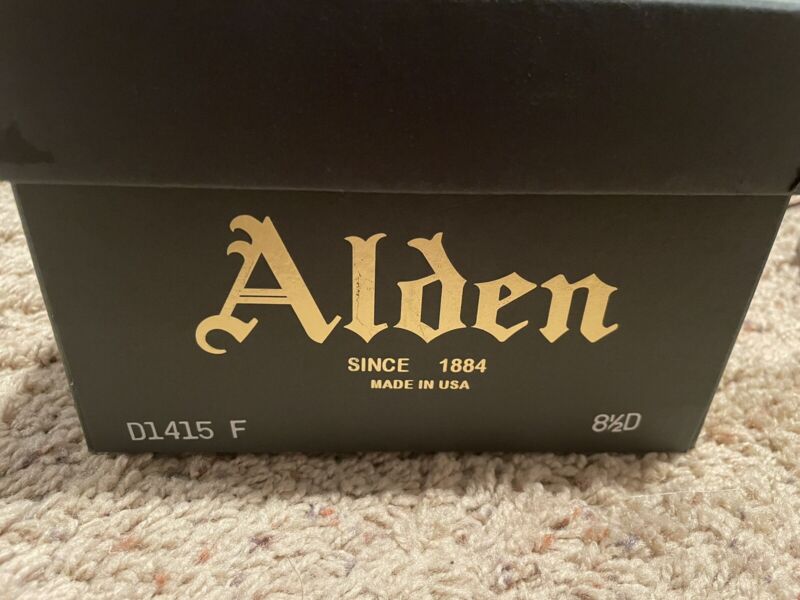 Alden
SINCE 1884
MADE IN USA
D1415 F 8½D